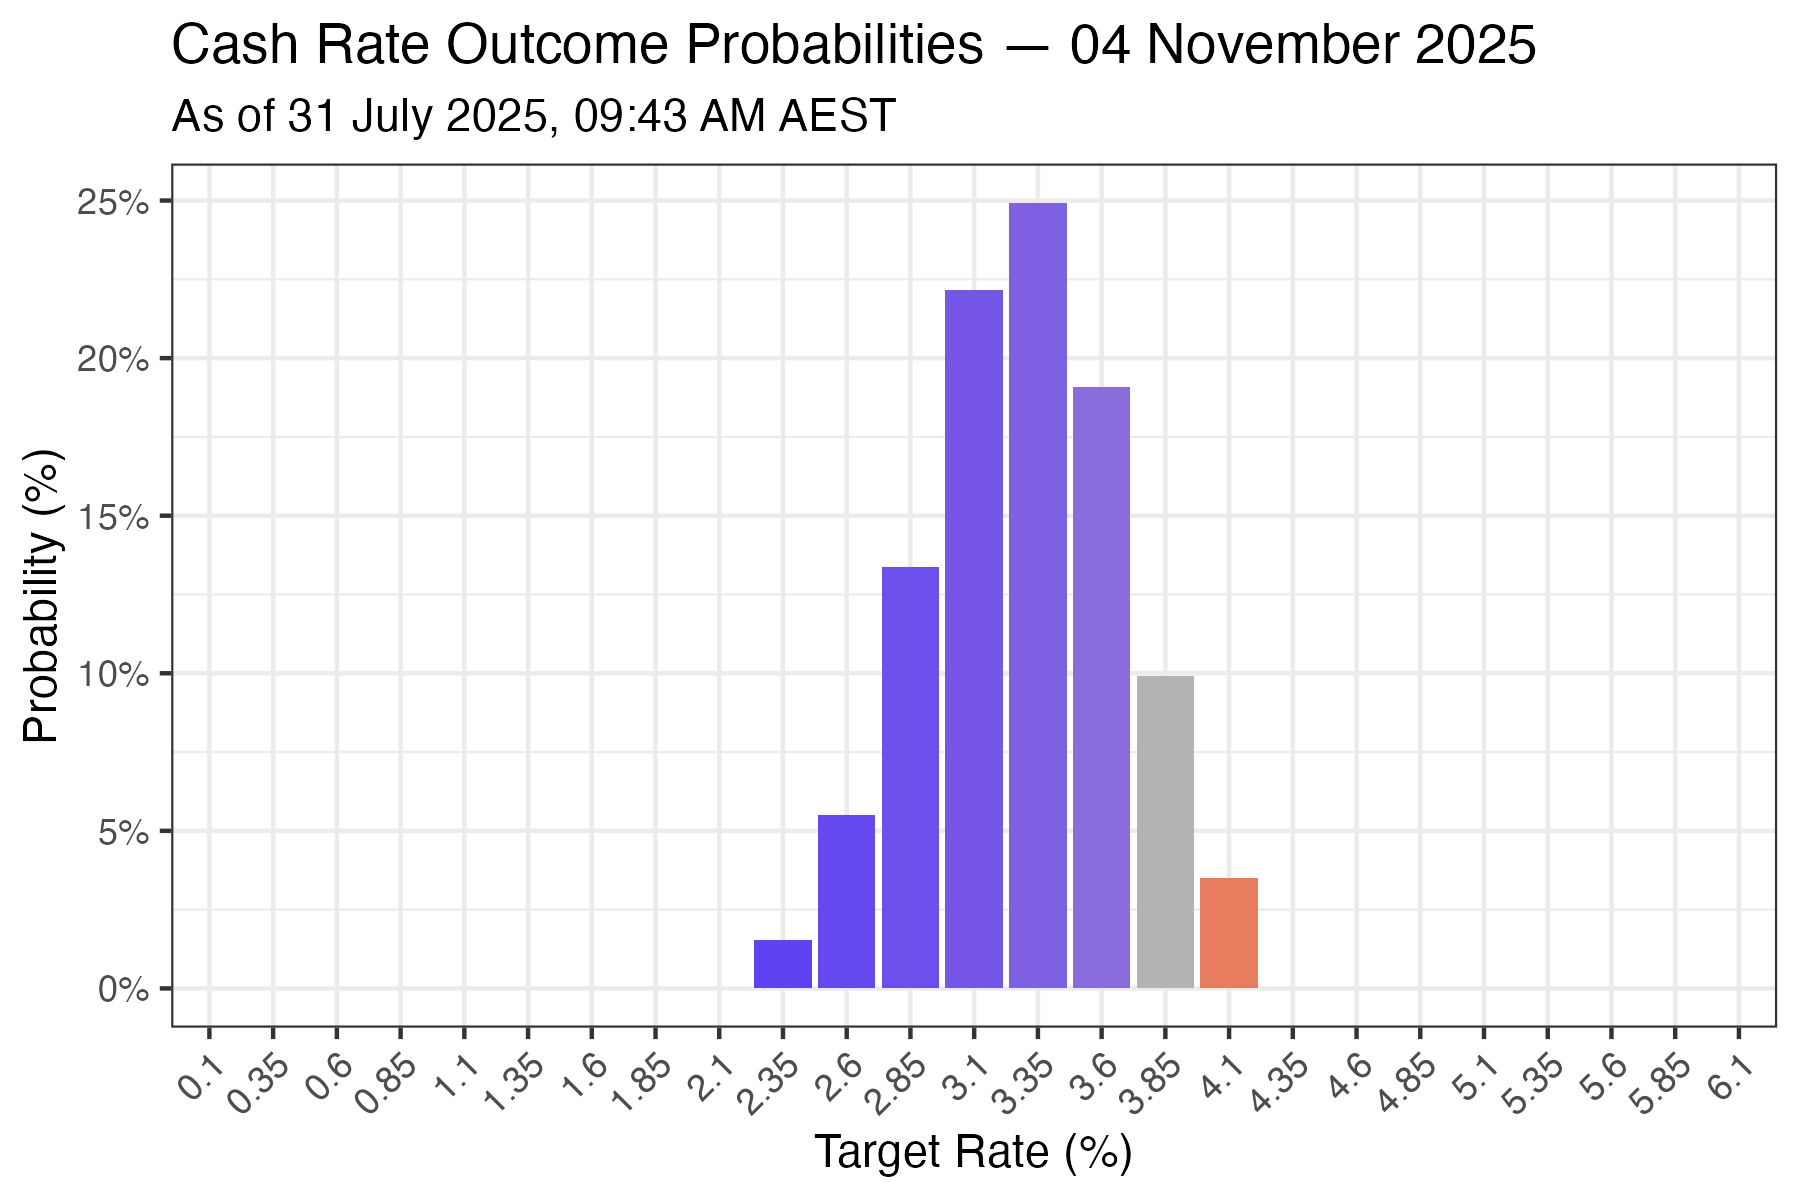 Cash Rate Outcome Probabilities — 04 November 2025
As of 31 July 2025, 09:43 AM AEST
Probability (%)
25%
20%
15%
10%
5%
0%
0.1 0.35 0.6 0.85 1.1 1.35 1.6 1.85 2.1 2.35 2.6 2.85 3.1 3.35 3.6 3.85 4.1 4.35 4.6 4.85 5.1 5.35 5.6 5.85 6.1
Target Rate (%)